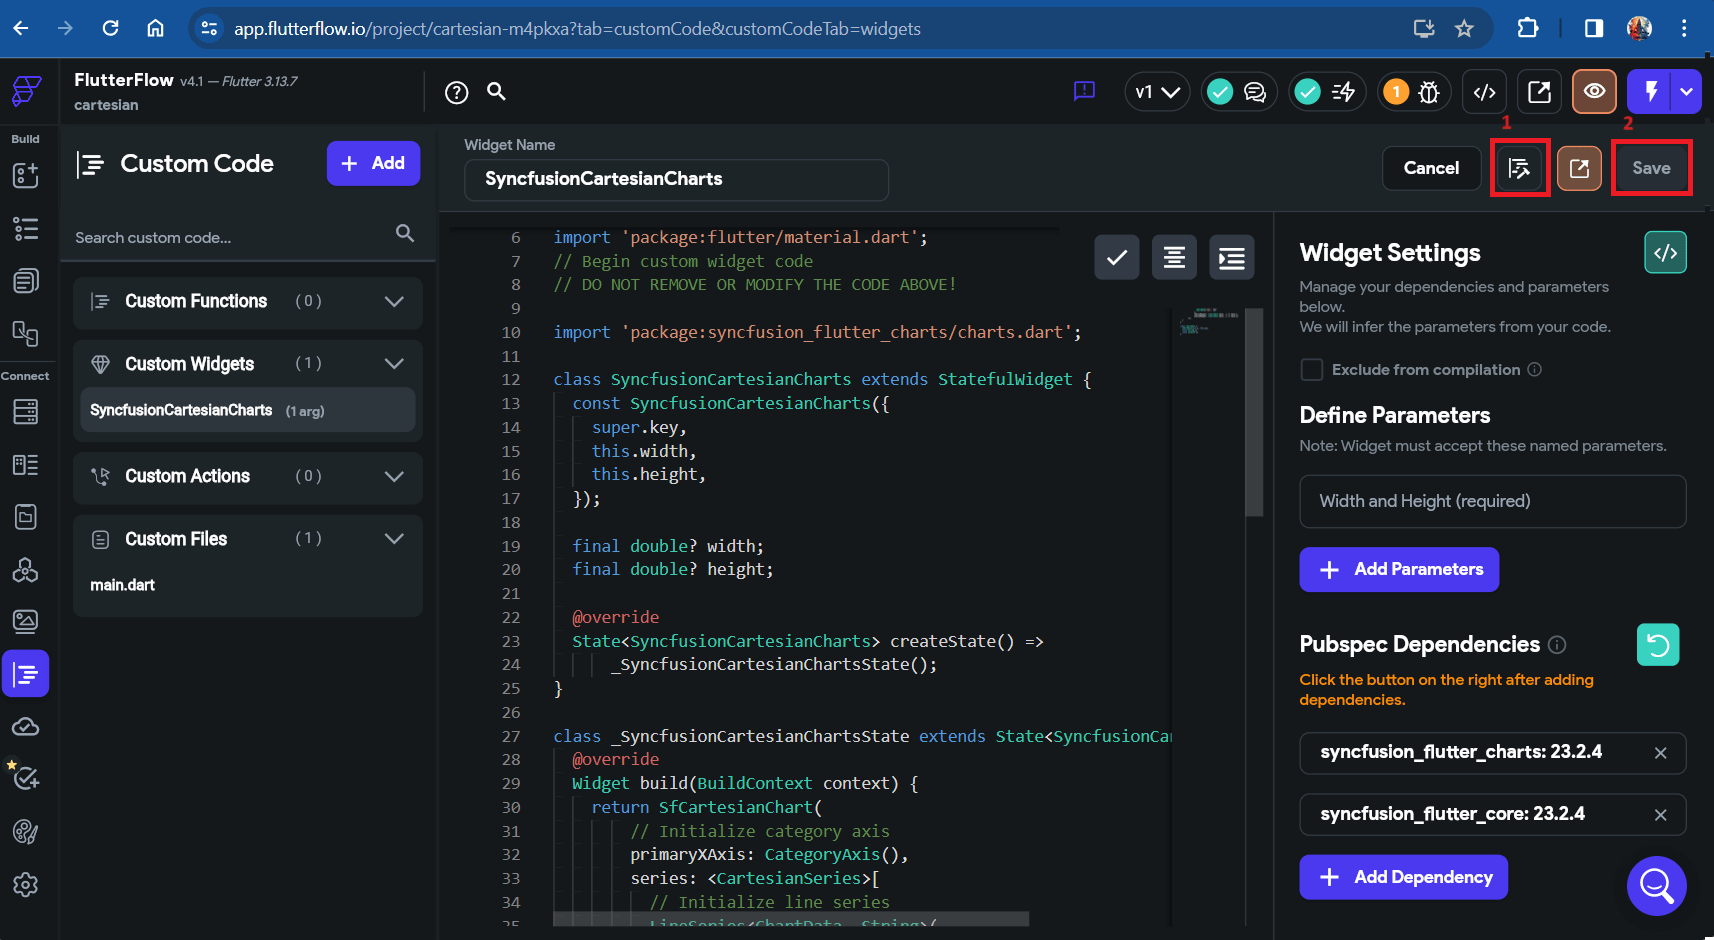 app.flutterflow.io/project/cartesian-m4pkxa?tab=customCode&customCodeTab=widgets
FlutterFlow v4.1 — Flutter 3.13.7
cartesian
v1
1
1
2
Build
Connect
Custom Code
+ Add
Search custom code...
Custom Functions (0)
Custom Widgets (1)
SyncfusionCartesianCharts (1 arg)
Custom Actions (0)
Custom Files (1)
main.dart
Widget Name
SyncfusionCartesianCharts
Cancel
Save
6 import 'package:flutter/material.dart';
7 // Begin custom widget code
8 // DO NOT REMOVE OR MODIFY THE CODE ABOVE!
9
10 import 'package:syncfusion_flutter_charts/charts.dart';
11
12 class SyncfusionCartesianCharts extends StatefulWidget {
13 const SyncfusionCartesianCharts({
14 super.key,
15 this.width,
16 this.height,
17 });
18
19 final double? width;
20 final double? height;
21
22 @override
23 State<SyncfusionCartesianCharts> createState() =>
24 _SyncfusionCartesianChartsState();
25 }
26
27 class _SyncfusionCartesianChartsState extends State<SyncfusionCar
28 @override
29 Widget build(BuildContext context) {
30 return SfCartesianChart(
31 // Initialize category axis
32 primaryXAxis: CategoryAxis(),
33 series: <CartesianSeries>[
34 // Initialize line series
35 LineSeries<ChartData, String>(
Widget Settings
</>
Manage your dependencies and parameters
below.
We will infer the parameters from your code.
Exclude from compilation
Define Parameters
Note: Widget must accept these named parameters.
Width and Height (required)
+ Add Parameters
Pubspec Dependencies
Click the button on the right after adding
dependencies.
syncfusion_flutter_charts: 23.2.4
syncfusion_flutter_core: 23.2.4
+ Add Dependency